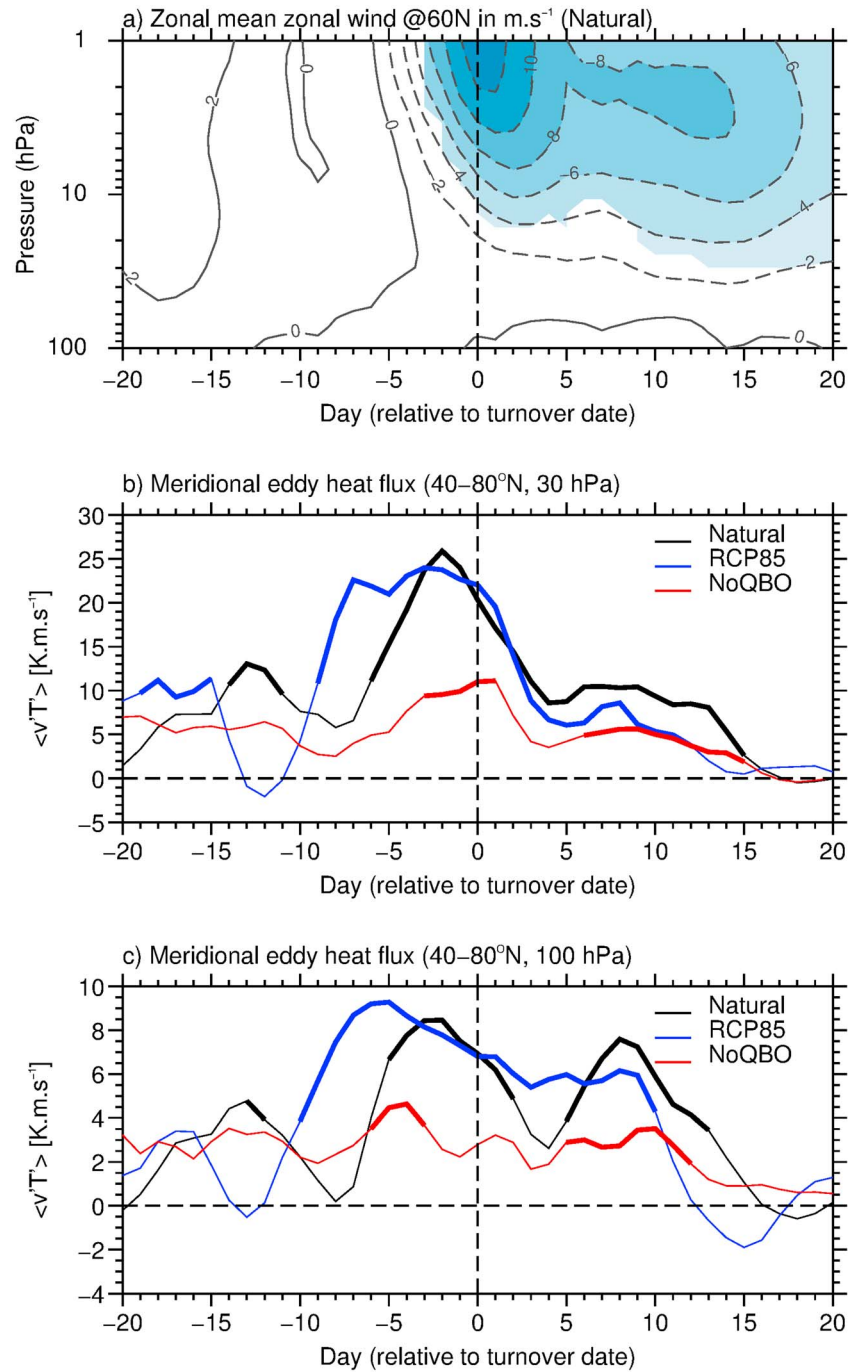 a) Zonal mean zonal wind @60N in m.s⁻¹ (Natural)
1
10
100
Pressure (hPa)
2
0
0
−2
−4
10
8
−8
−6
6
−4
−2
2
0
0
0
−20 −15 −10 −5 0 5 10 15 20
Day (relative to turnover date)
b) Meridional eddy heat flux (40−80°N, 30 hPa)
30
25
20
15
10
5
0
−5
<v'T'> [K.m.s⁻¹]
Natural
RCP85
NoQBO
−20 −15 −10 −5 0 5 10 15 20
Day (relative to turnover date)
c) Meridional eddy heat flux (40−80°N, 100 hPa)
10
8
6
4
2
0
−2
−4
<v'T'> [K.m.s⁻¹]
Natural
RCP85
NoQBO
−20 −15 −10 −5 0 5 10 15 20
Day (relative to turnover date)